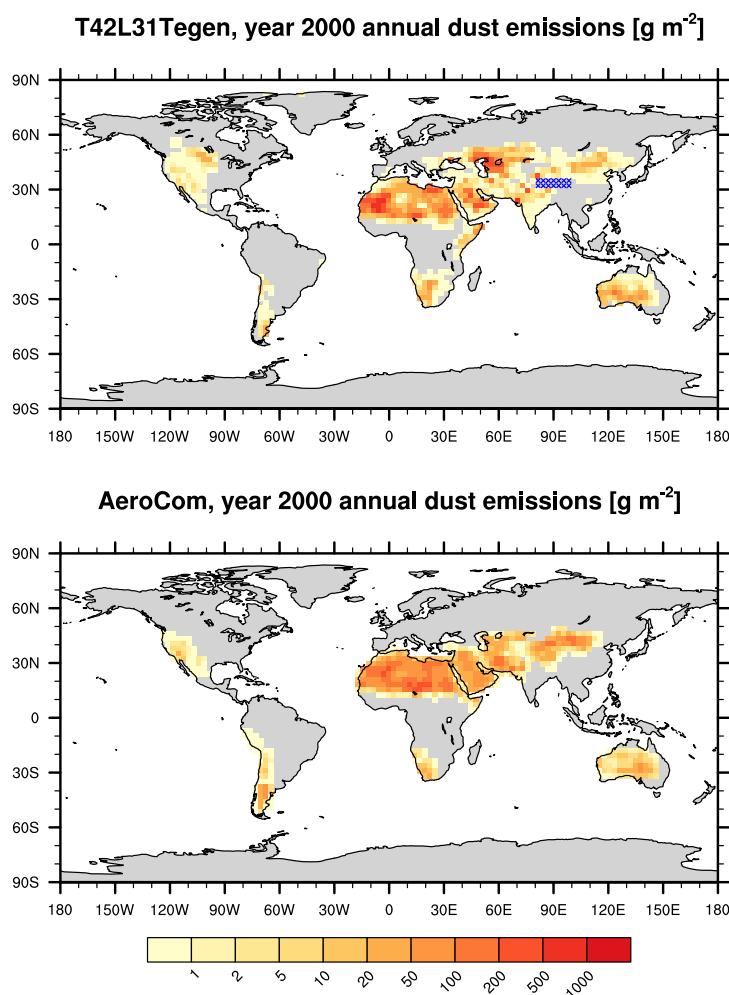 T42L31Tegen, year 2000 annual dust emissions [g m-2]
90N
60N
30N
0
30S
60S
90S
180 150W 120W 90W 60W 30W 0 30E 60E 90E 120E 150E 180
AeroCom, year 2000 annual dust emissions [g m-2]
90N
60N
30N
0
30S
60S
90S
180 150W 120W 90W 60W 30W 0 30E 60E 90E 120E 150E 180
1 2 5 10 20 50 100 200 500 1000